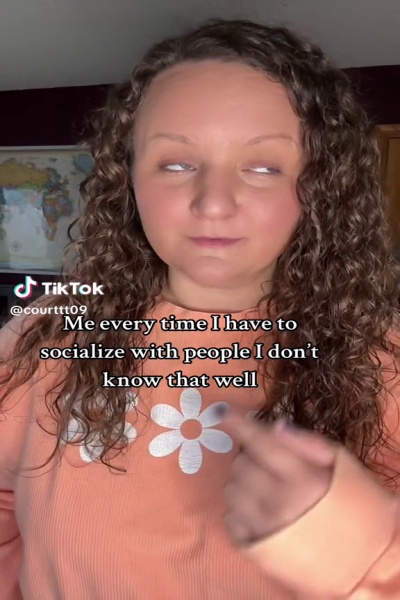 TikTok
@courttt09
Me every time I have to
socialize with people I don't
know that well